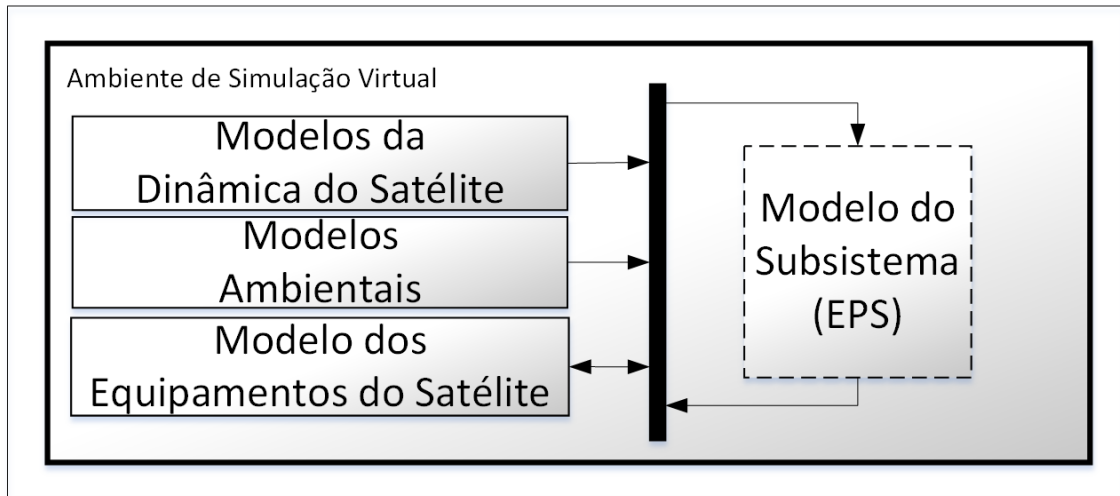 Ambiente de Simulação Virtual
Modelos da
Dinâmica do Satélite
Modelos
Ambientais
Modelo dos
Equipamentos do Satélite
Modelo do
Subsistema
(EPS)